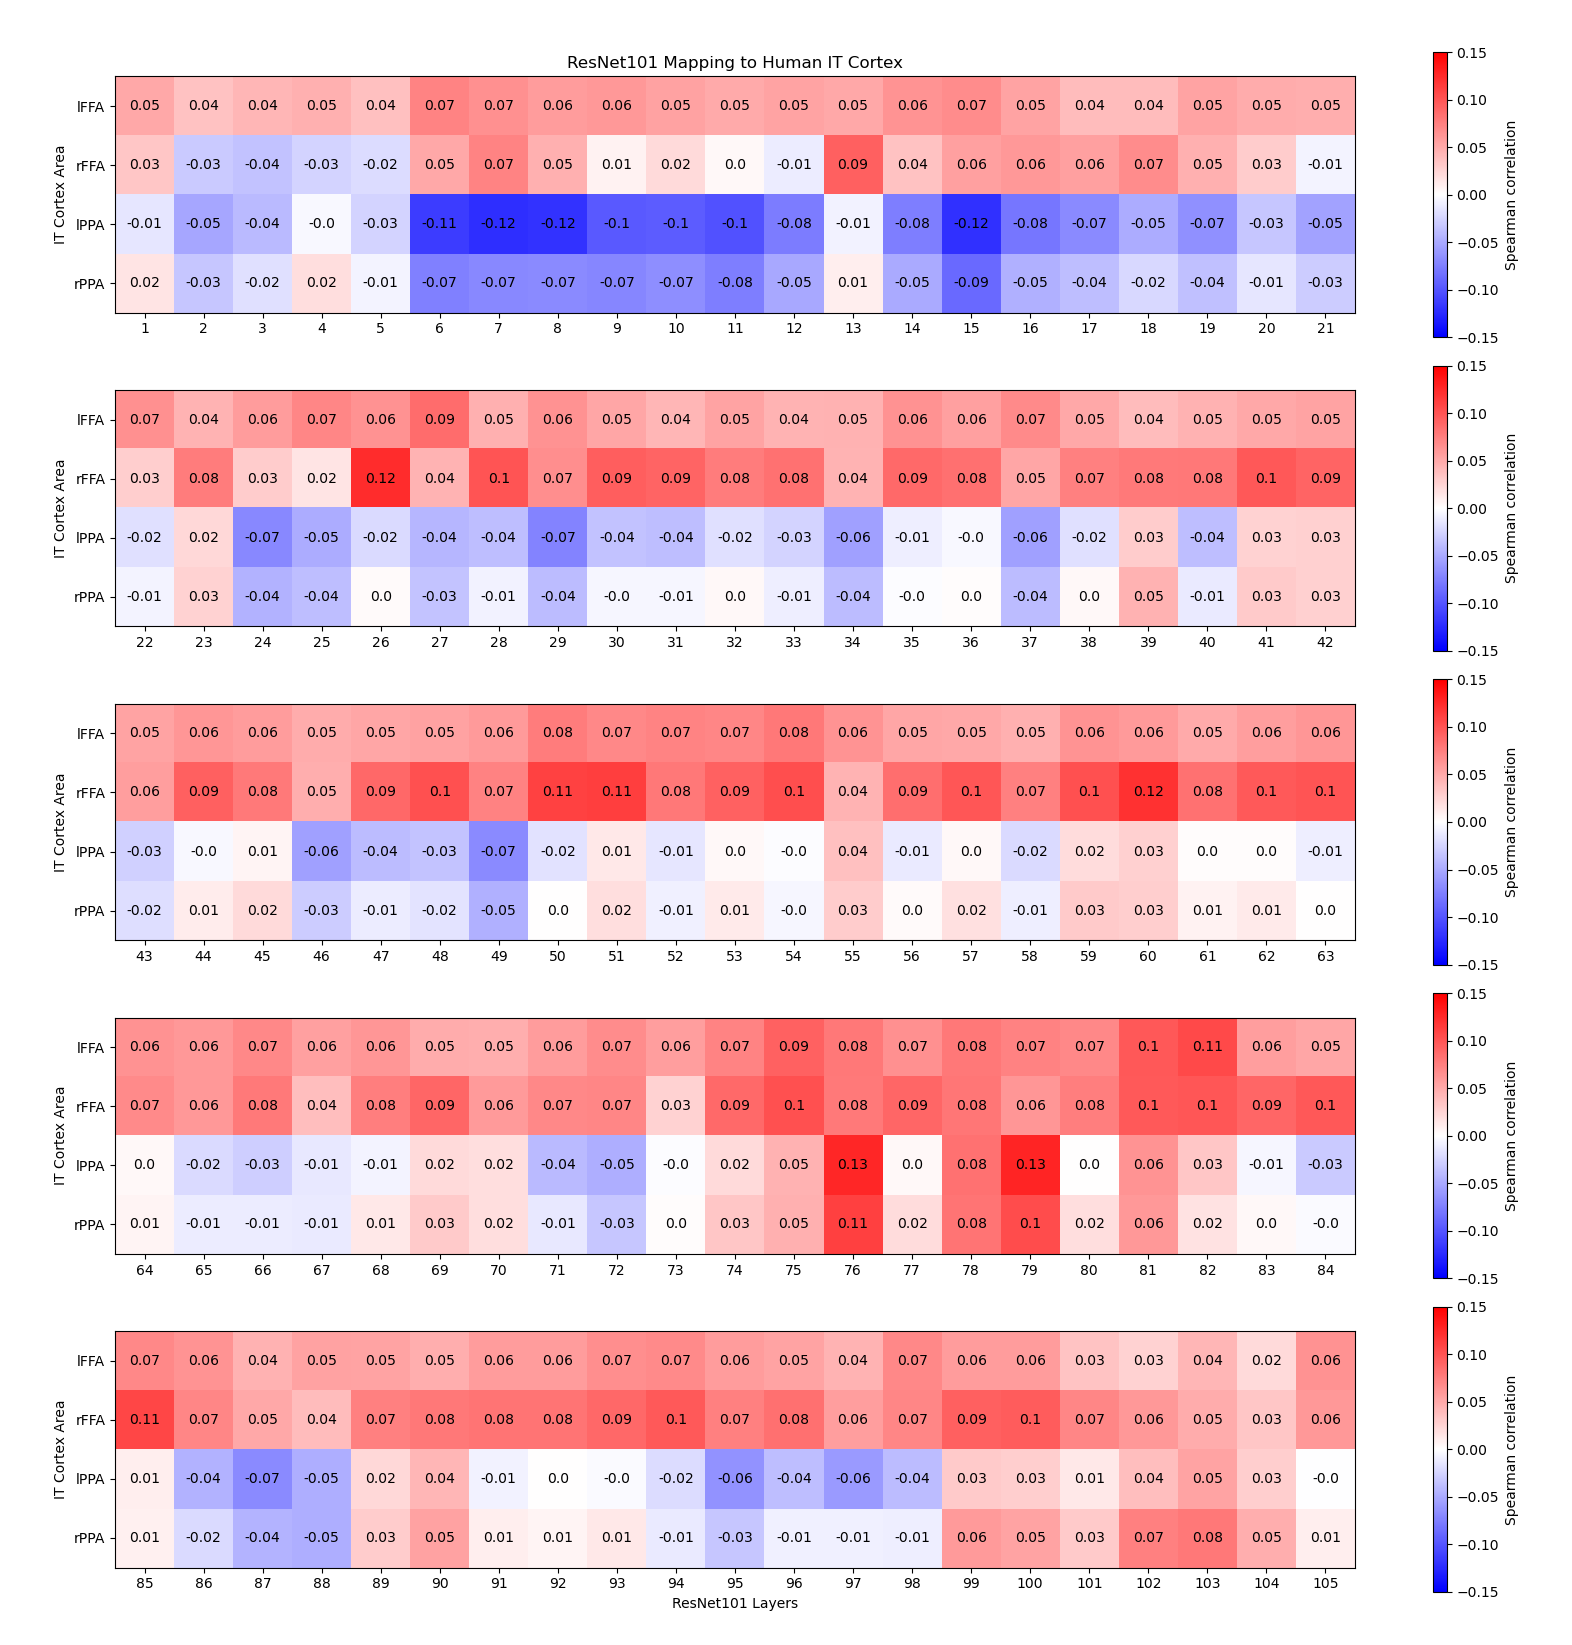 ResNet101 Mapping to Human IT Cortex
lFFA 0.05 0.04 0.04 0.05 0.04 0.07 0.07 0.06 0.06 0.05 0.05 0.05 0.05 0.06 0.07 0.05 0.04 0.04 0.05 0.05 0.05
rFFA 0.03 -0.03 -0.04 -0.03 -0.02 0.05 0.07 0.05 0.01 0.02 0.0 -0.01 0.09 0.04 0.06 0.06 0.06 0.07 0.05 0.03 -0.01
lPPA -0.01 -0.05 -0.04 -0.0 -0.03 -0.11 -0.12 -0.12 -0.1 -0.1 -0.1 -0.08 -0.01 -0.08 -0.12 -0.08 -0.07 -0.05 -0.07 -0.03 -0.05
rPPA 0.02 -0.03 -0.02 0.02 -0.01 -0.07 -0.07 -0.07 -0.07 -0.07 -0.08 -0.05 0.01 -0.05 -0.09 -0.05 -0.04 -0.02 -0.04 -0.01 -0.03
1 2 3 4 5 6 7 8 9 10 11 12 13 14 15 16 17 18 19 20 21
IT Cortex Area
0.15
0.10
0.05
0.00
−0.05
−0.10
−0.15
Spearman correlation
lFFA 0.07 0.04 0.06 0.07 0.06 0.09 0.05 0.06 0.05 0.04 0.05 0.04 0.05 0.06 0.06 0.07 0.05 0.04 0.05 0.05 0.05
rFFA 0.03 0.08 0.03 0.02 0.12 0.04 0.1 0.07 0.09 0.09 0.08 0.08 0.04 0.09 0.08 0.05 0.07 0.08 0.08 0.1 0.09
lPPA -0.02 0.02 -0.07 -0.05 -0.02 -0.04 -0.04 -0.07 -0.04 -0.04 -0.02 -0.03 -0.06 -0.01 -0.0 -0.06 -0.02 0.03 -0.04 0.03 0.03
rPPA -0.01 0.03 -0.04 -0.04 0.0 -0.03 -0.01 -0.04 -0.0 -0.01 0.0 -0.01 -0.04 -0.0 0.0 -0.04 0.0 0.05 -0.01 0.03 0.03
22 23 24 25 26 27 28 29 30 31 32 33 34 35 36 37 38 39 40 41 42
IT Cortex Area
0.15
0.10
0.05
0.00
−0.05
−0.10
−0.15
Spearman correlation
lFFA 0.05 0.06 0.06 0.05 0.05 0.05 0.06 0.08 0.07 0.07 0.07 0.08 0.06 0.05 0.05 0.05 0.06 0.06 0.05 0.06 0.06
rFFA 0.06 0.09 0.08 0.05 0.09 0.1 0.07 0.11 0.11 0.08 0.09 0.1 0.04 0.09 0.1 0.07 0.1 0.12 0.08 0.1 0.1
lPPA -0.03 -0.0 0.01 -0.06 -0.04 -0.03 -0.07 -0.02 0.01 -0.01 0.0 -0.0 0.04 -0.01 0.0 -0.02 0.02 0.03 0.0 0.0 -0.01
rPPA -0.02 0.01 0.02 -0.03 -0.01 -0.02 -0.05 0.0 0.02 -0.01 0.01 -0.0 0.03 0.0 0.02 -0.01 0.03 0.03 0.01 0.01 0.0
43 44 45 46 47 48 49 50 51 52 53 54 55 56 57 58 59 60 61 62 63
IT Cortex Area
0.15
0.10
0.05
0.00
−0.05
−0.10
−0.15
Spearman correlation
lFFA 0.06 0.06 0.07 0.06 0.06 0.05 0.05 0.06 0.07 0.06 0.07 0.09 0.08 0.07 0.08 0.07 0.07 0.1 0.11 0.06 0.05
rFFA 0.07 0.06 0.08 0.04 0.08 0.09 0.06 0.07 0.07 0.03 0.09 0.1 0.08 0.09 0.08 0.06 0.08 0.1 0.1 0.09 0.1
lPPA 0.0 -0.02 -0.03 -0.01 -0.01 0.02 0.02 -0.04 -0.05 -0.0 0.02 0.05 0.13 0.0 0.08 0.13 0.0 0.06 0.03 -0.01 -0.03
rPPA 0.01 -0.01 -0.01 -0.01 0.01 0.03 0.02 -0.01 -0.03 0.0 0.03 0.05 0.11 0.02 0.08 0.1 0.02 0.06 0.02 0.0 -0.0
64 65 66 67 68 69 70 71 72 73 74 75 76 77 78 79 80 81 82 83 84
IT Cortex Area
0.15
0.10
0.05
0.00
−0.05
−0.10
−0.15
Spearman correlation
lFFA 0.07 0.06 0.04 0.05 0.05 0.05 0.06 0.06 0.07 0.07 0.06 0.05 0.04 0.07 0.06 0.06 0.03 0.03 0.04 0.02 0.06
rFFA 0.11 0.07 0.05 0.04 0.07 0.08 0.08 0.08 0.09 0.1 0.07 0.08 0.06 0.07 0.09 0.1 0.07 0.06 0.05 0.03 0.06
lPPA 0.01 -0.04 -0.07 -0.05 0.02 0.04 -0.01 0.0 -0.0 -0.02 -0.06 -0.04 -0.06 -0.04 0.03 0.03 0.01 0.04 0.05 0.03 -0.0
rPPA 0.01 -0.02 -0.04 -0.05 0.03 0.05 0.01 0.01 0.01 -0.01 -0.03 -0.01 -0.01 -0.01 0.06 0.05 0.03 0.07 0.08 0.05 0.01
85 86 87 88 89 90 91 92 93 94 95 96 97 98 99 100 101 102 103 104 105
IT Cortex Area
ResNet101 Layers
0.15
0.10
0.05
0.00
−0.05
−0.10
−0.15
Spearman correlation